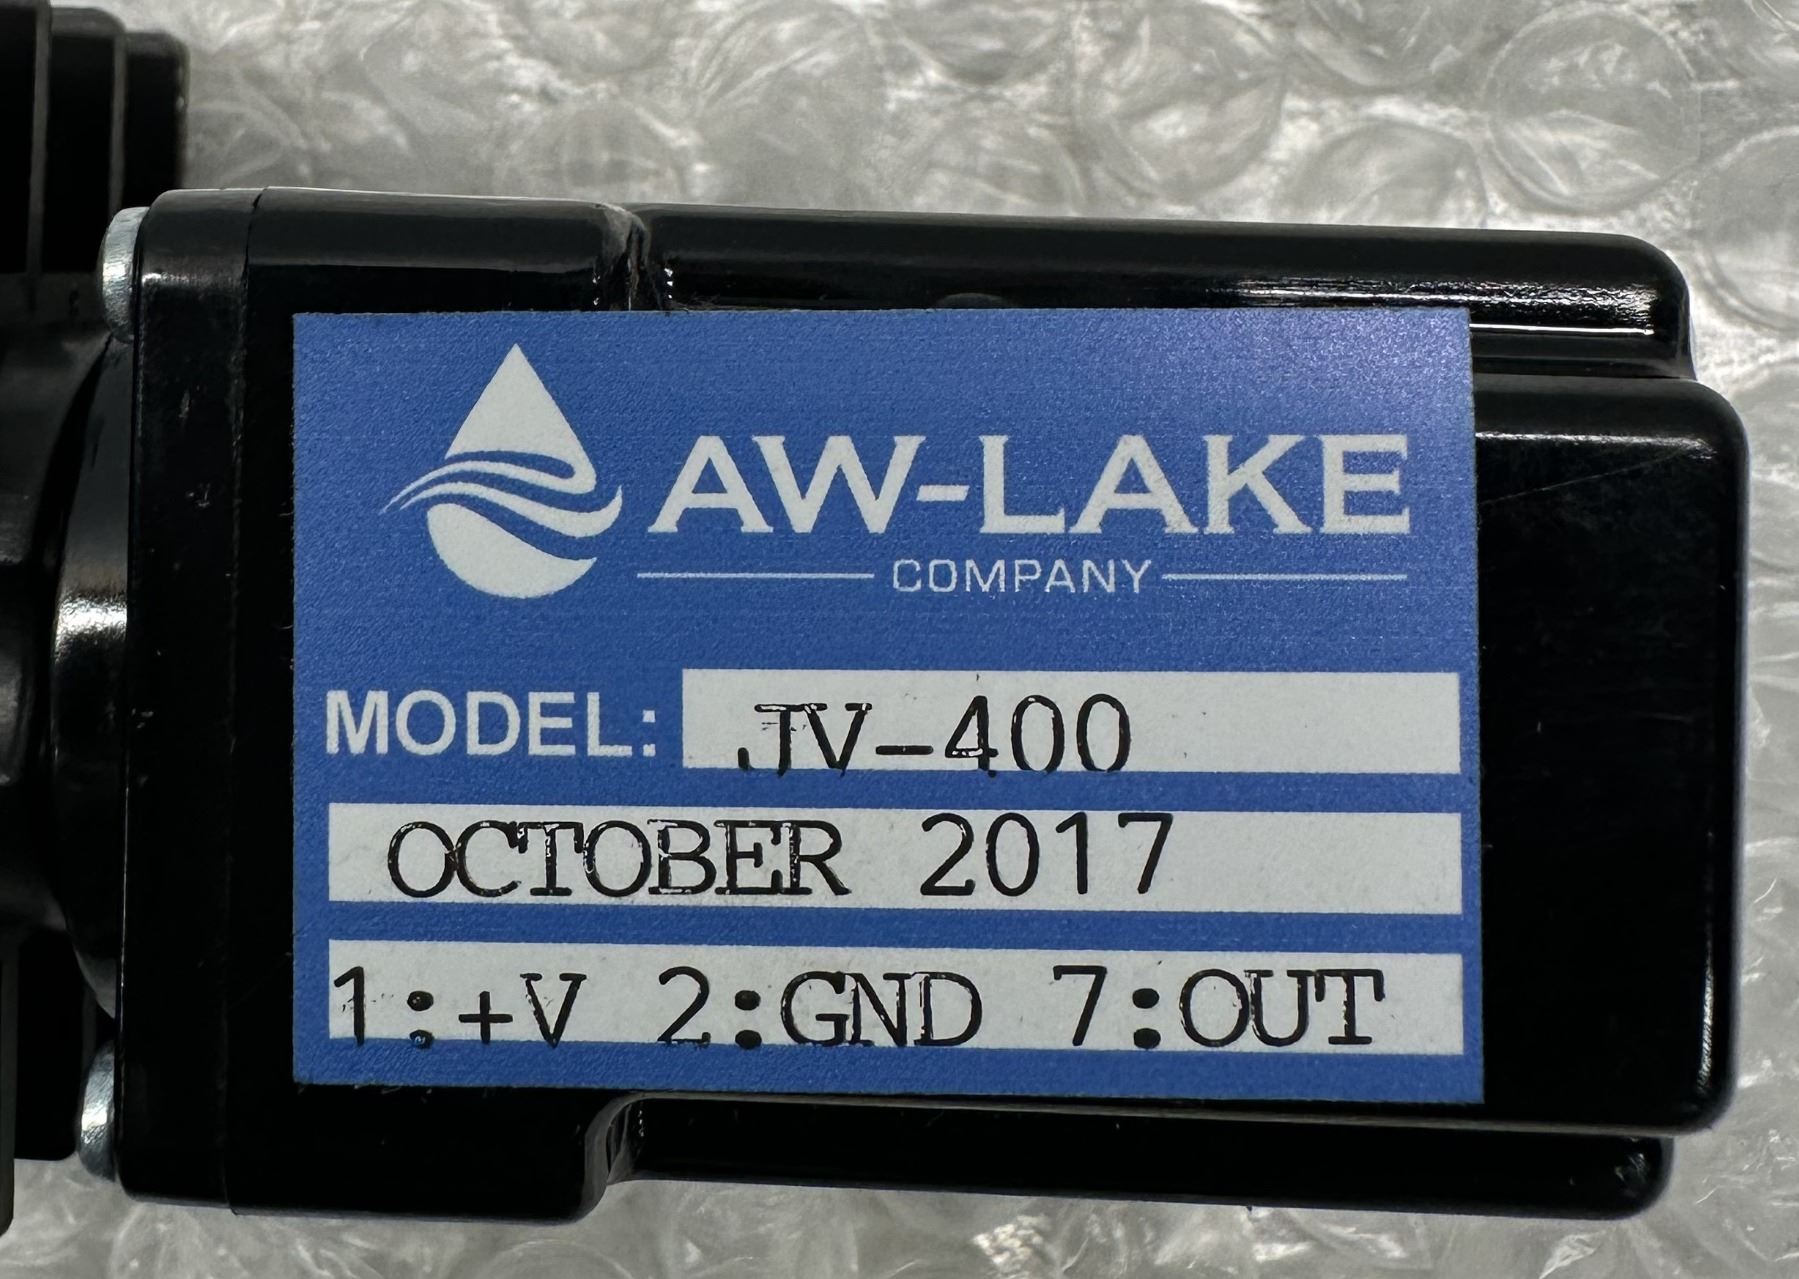 AW-LAKE
COMPANY
MODEL: JV-400
OCTOBER 2017
1:+V 2:GND 7:OUT